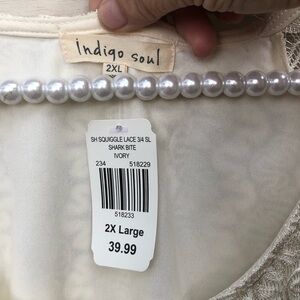 indigo soul
2XL
SH SQUIGGLE LACE 3/4 SL
SHARK BITE
IVORY
234 518229
518233
2X Large
39.99